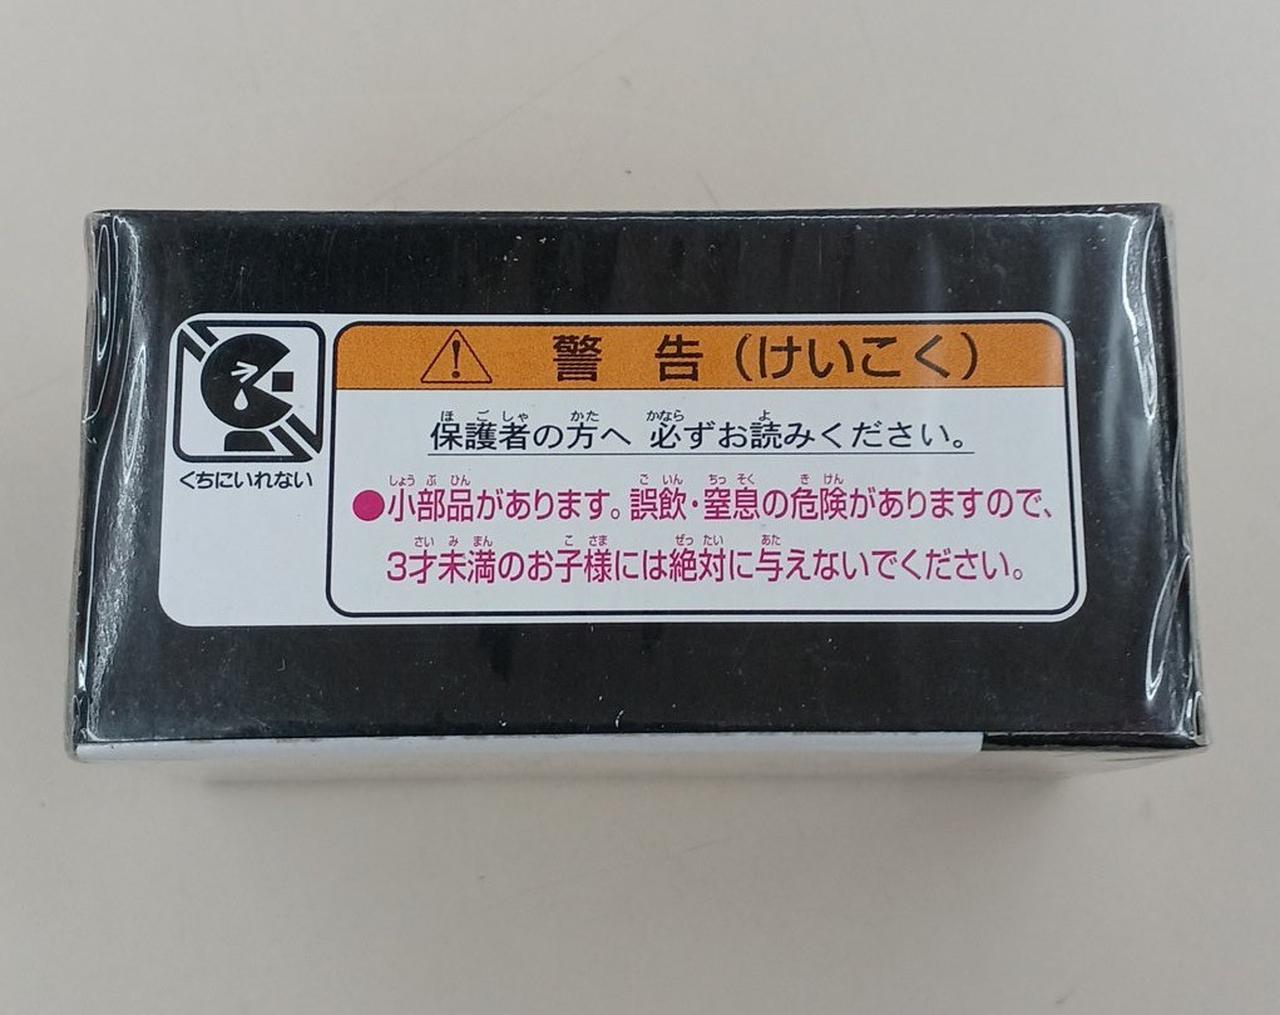 くちにいれない
警 告（けいこく）
保護者の方へ 必ずお読みください。
ほ ご しゃ かた かなら よ
●小部品があります。誤飲・窒息の危険がありますので、
しょう ぶ ひん ご いん ちっ そく き けん
3才未満のお子様には絶対に与えないでください。
さい み まん こ さま ぜっ たい あた